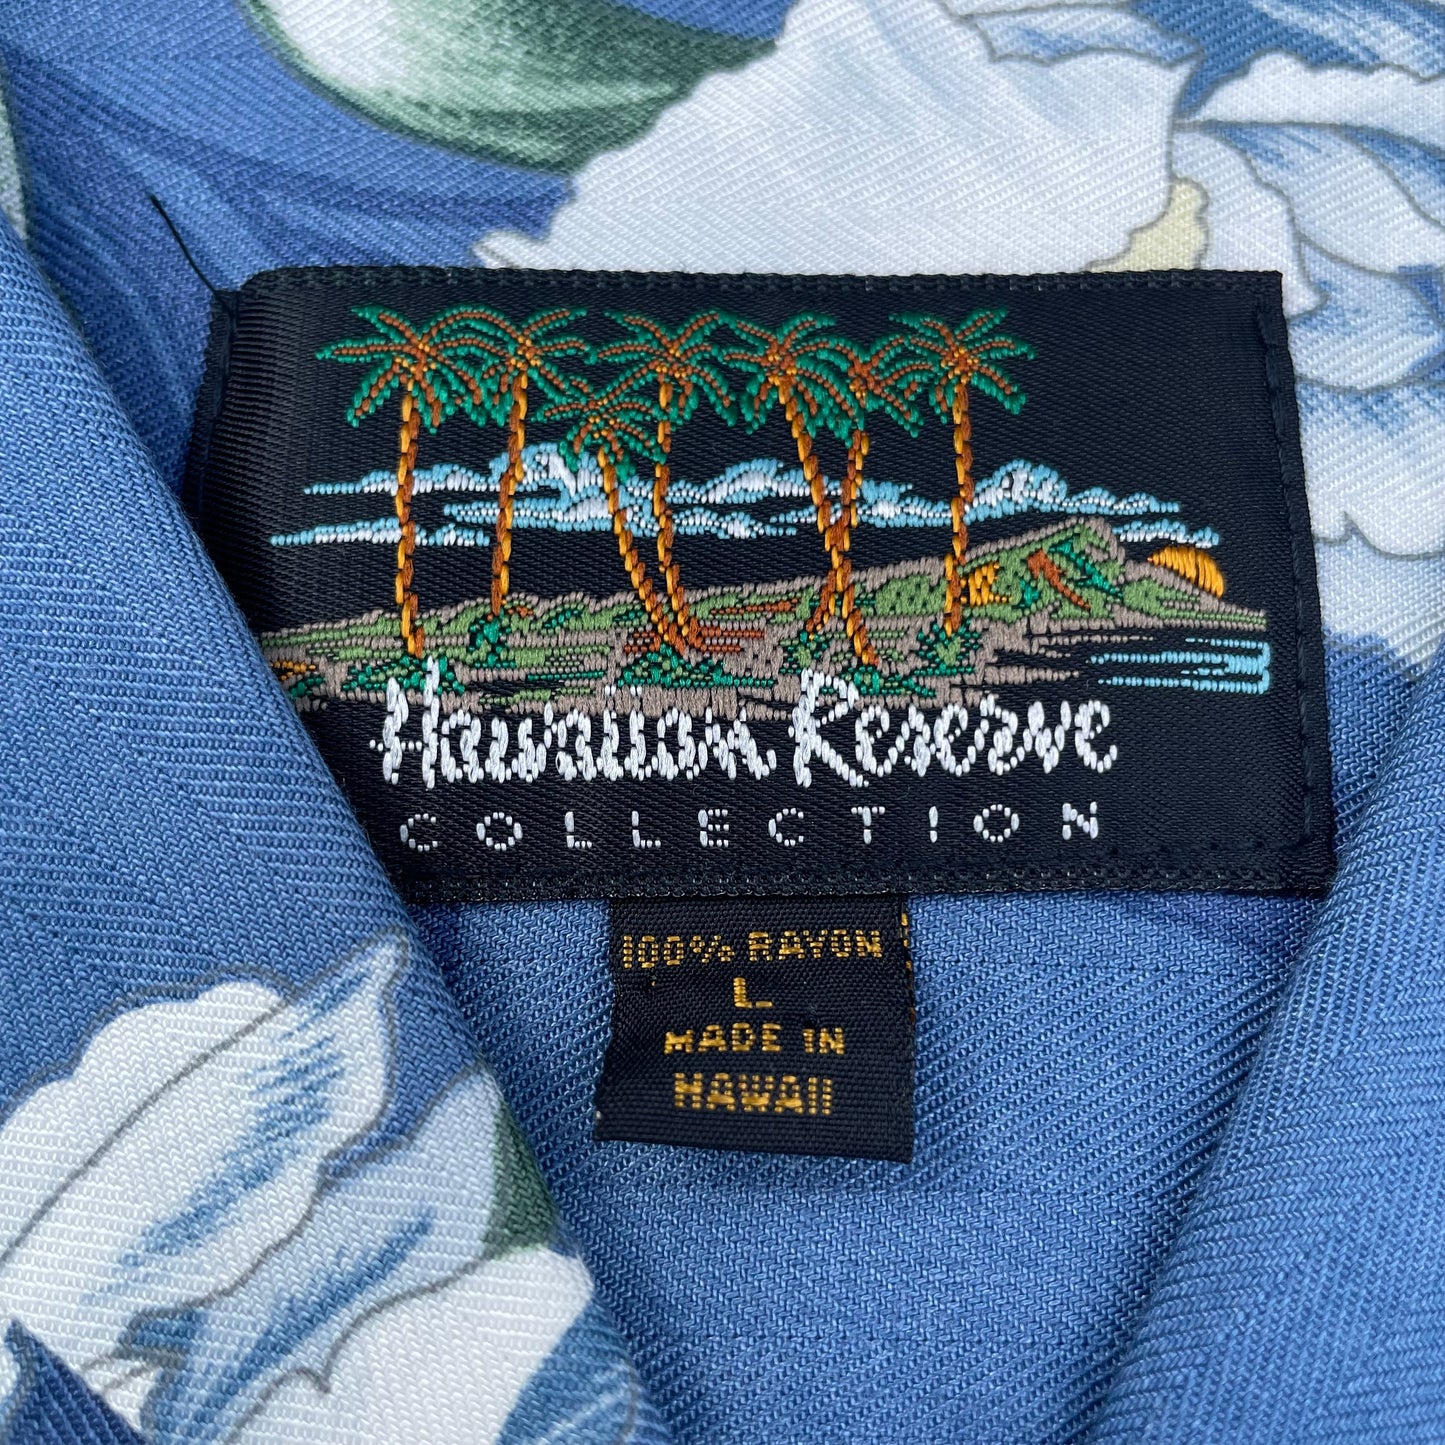 Hawaiian Reserve
COLLECTION
100% RAYON
L
MADE IN
HAWAII